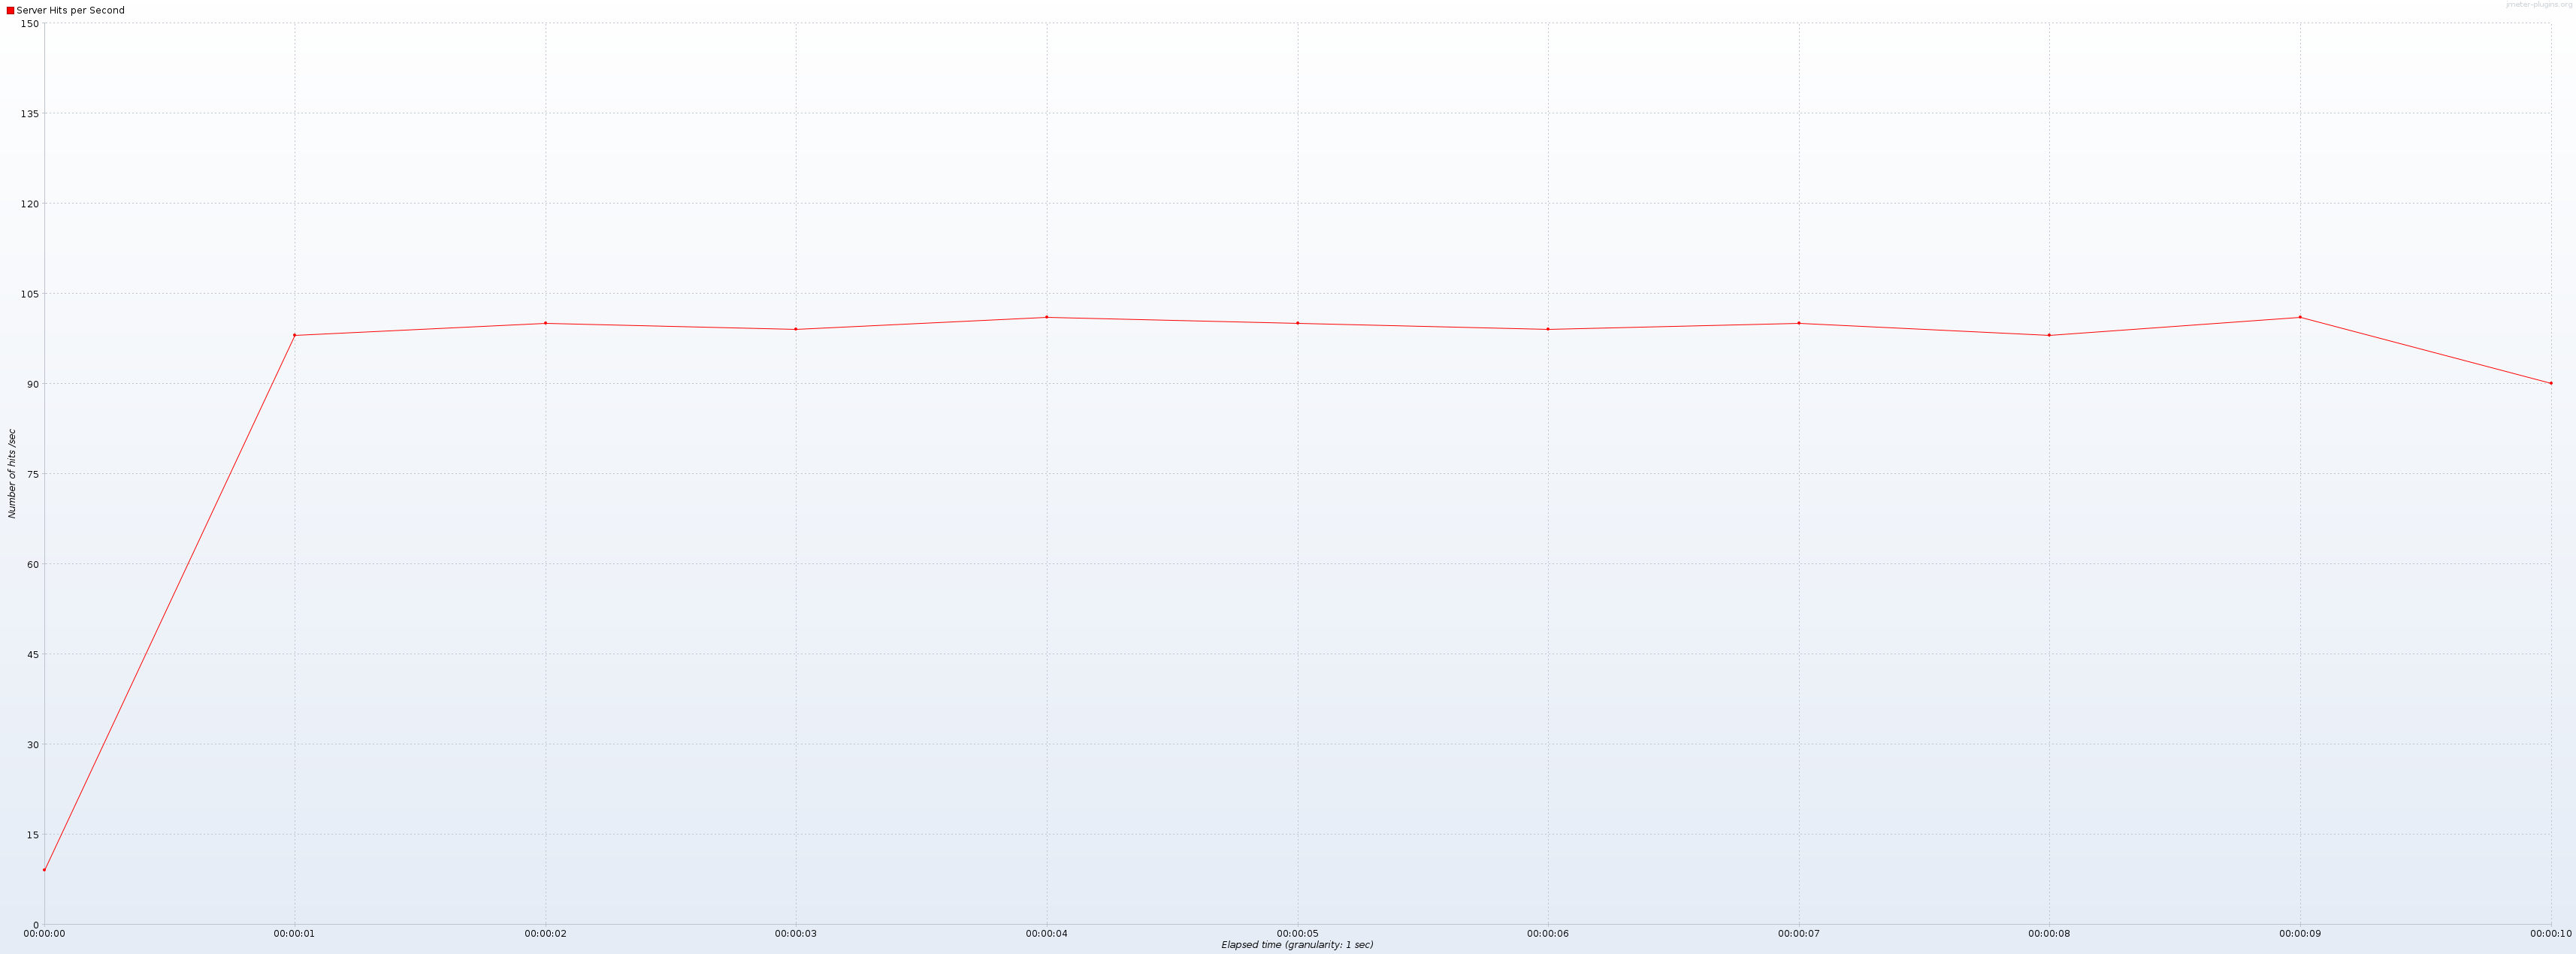 Server Hits per Second
jmeter-plugins.org
150
135
120
105
90
75
60
45
30
15
0
Number of hits /sec
00:00:00 00:00:01 00:00:02 00:00:03 00:00:04 00:00:05 00:00:06 00:00:07 00:00:08 00:00:09 00:00:10
Elapsed time (granularity: 1 sec)